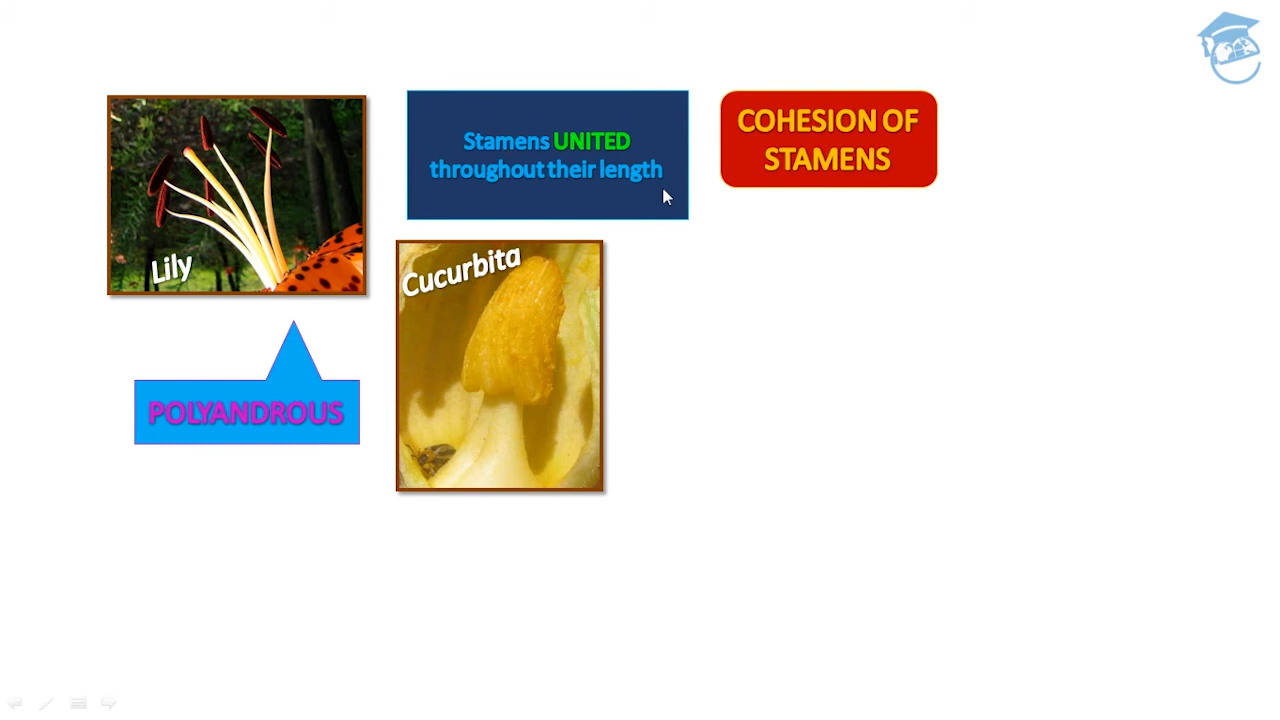 COHESION OF
STAMENS
Stamens UNITED
throughout their length
Lily
Cucurbita
POLYANDROUS